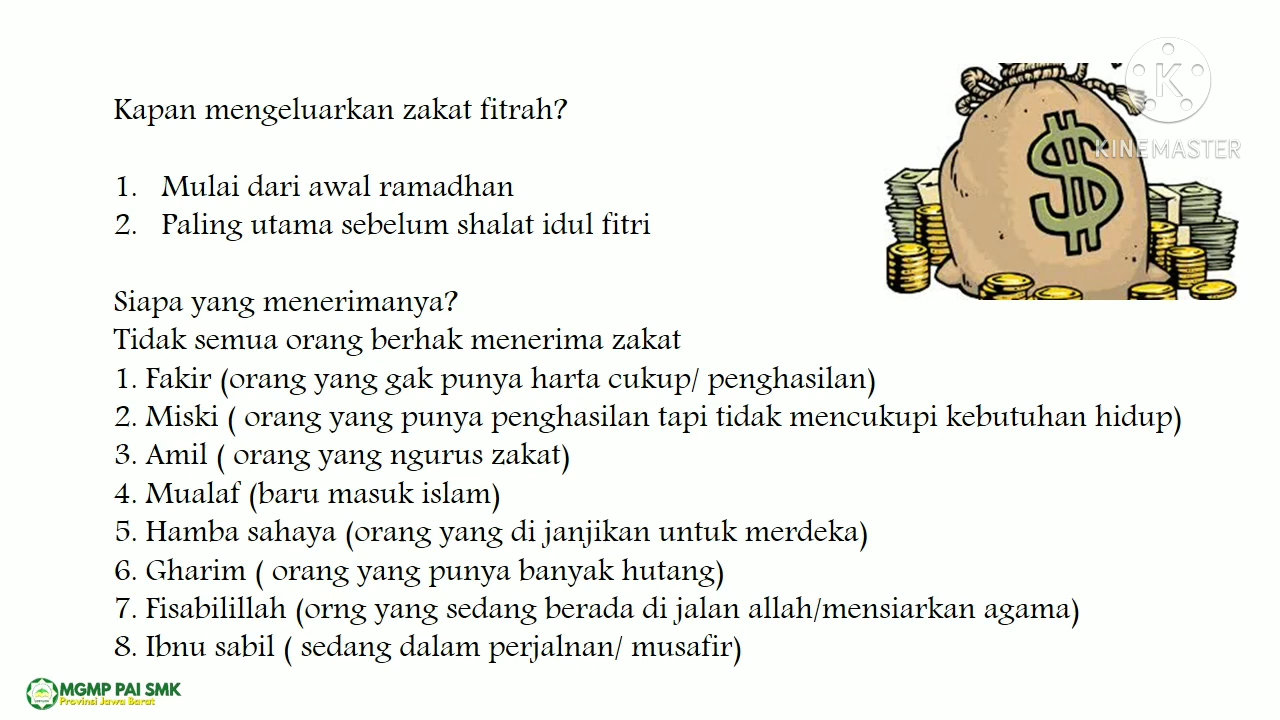 Kapan mengeluarkan zakat fitrah?
1. Mulai dari awal ramadhan
2. Paling utama sebelum shalat idul fitri
Siapa yang menerimanya?
Tidak semua orang berhak menerima zakat
1. Fakir (orang yang gak punya harta cukup/ penghasilan)
2. Miski ( orang yang punya penghasilan tapi tidak mencukupi kebutuhan hidup)
3. Amil ( orang yang ngurus zakat)
4. Mualaf (baru masuk islam)
5. Hamba sahaya (orang yang di janjikan untuk merdeka)
6. Gharim ( orang yang punya banyak hutang)
7. Fisabilillah (orng yang sedang berada di jalan allah/mensiarkan agama)
8. Ibnu sabil ( sedang dalam perjalnan/ musafir)
$
K
KINEMASTER
MGMP PAI SMK
Provinsi Jawa Barat